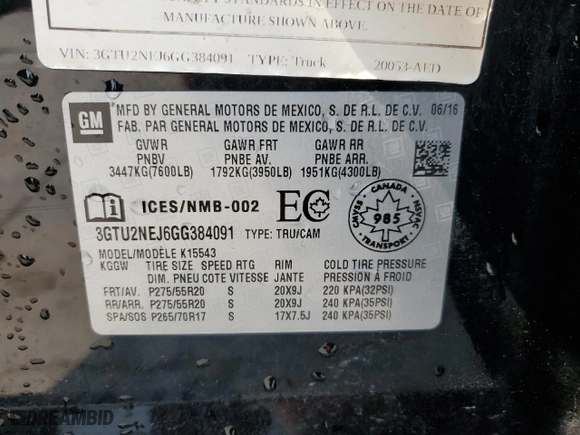 STANDARDS IN EFFECT ON THE DATE OF
MANUFACTURE SHOWN ABOVE.
VIN: 3GTU2NEJ6GG384091 TYPE: Truck 20053-AED
GM
MFD BY GENERAL MOTORS DE MEXICO, S. DE R.L. DE C.V. 06/16
FAB. PAR GENERAL MOTORS DE MEXICO, S. DE R.L. DE C.V.
GVWR GAWR FRT GAWR RR
PNBV PNBE AV. PNBE ARR.
3447KG(7600LB) 1792KG(3950LB) 1951KG(4300LB)
ICES/NMB-002 EC CANADA CMVSS NSVAC 985 TRANSPORT
3GTU2NEJ6GG384091 TYPE: TRU/CAM
MODEL/MODÈLE K15543
KGGW TIRE SIZE SPEED RTG RIM COLD TIRE PRESSURE
DIM. PNEU COTE VITESSE JANTE PRESSION À FROID
FRT/AV. P275/55R20 S 20X9J 220 KPA(32PSI)
RR/ARR. P275/55R20 S 20X9J 240 KPA(35PSI)
SPA/SOS P265/70R17 S 17X7.5J 240 KPA(35PSI)
DREAMBID